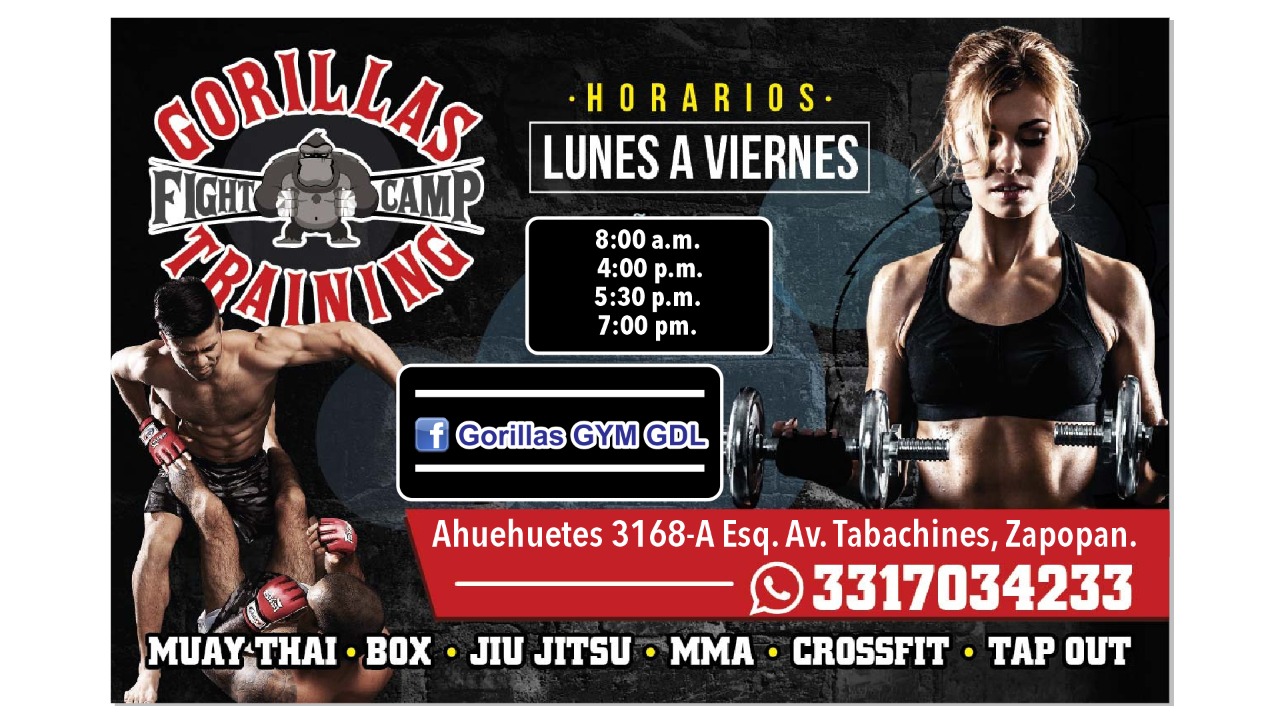 GORILLAS
FIGHT CAMP
TRAINING
·HORARIOS·
LUNES A VIERNES
8:00 a.m.
4:00 p.m.
5:30 p.m.
7:00 pm.
f Gorillas GYM GDL
Ahuehuetes 3168-A Esq. Av. Tabachines, Zapopan.
3317034233
MUAY THAI • BOX • JIU JITSU • MMA • CROSSFIT • TAP OUT